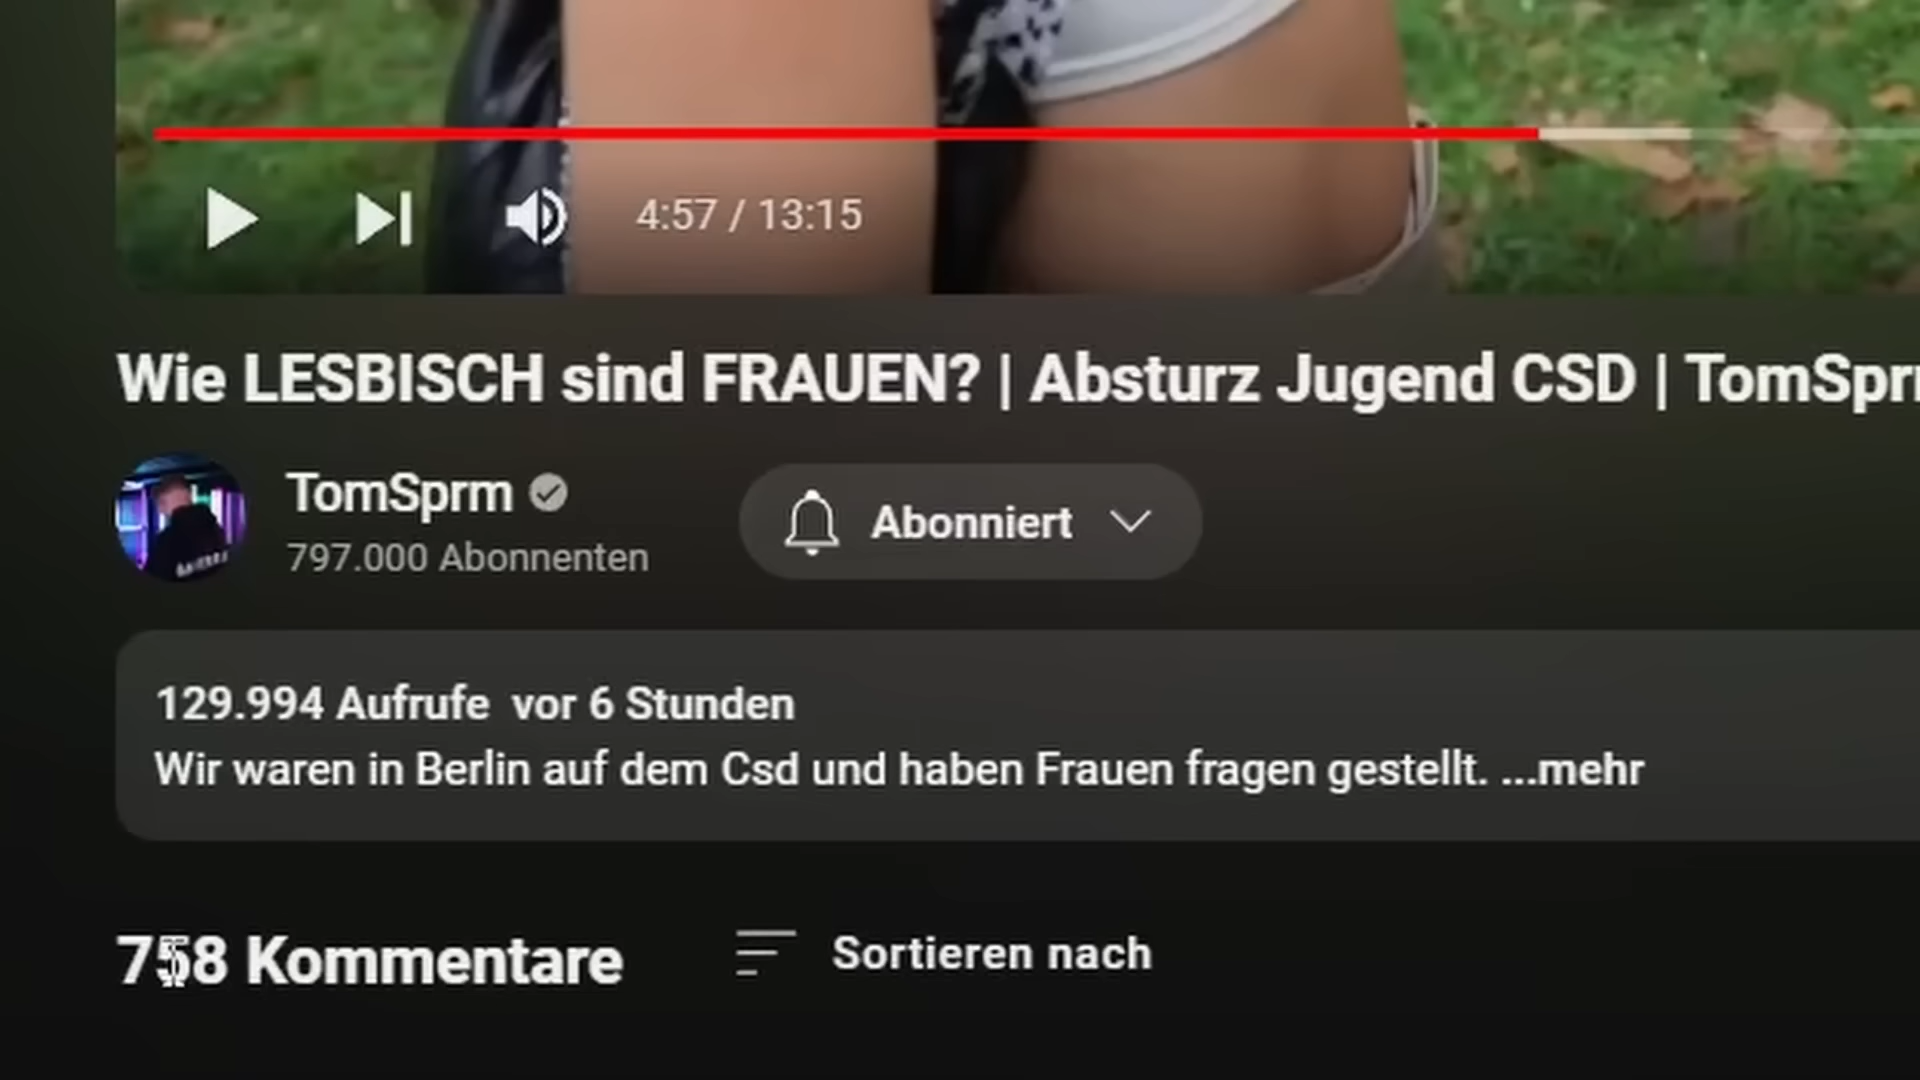 4:57 / 13:15
Wie LESBISCH sind FRAUEN? | Absturz Jugend CSD |
TomSprm
797.000 Abonnenten
Abonniert
129.994 Aufrufe vor 6 Stunden
Wir waren in Berlin auf dem Csd und haben Frauen fragen gestellt. ...mehr
758 Kommentare
Sortieren nach